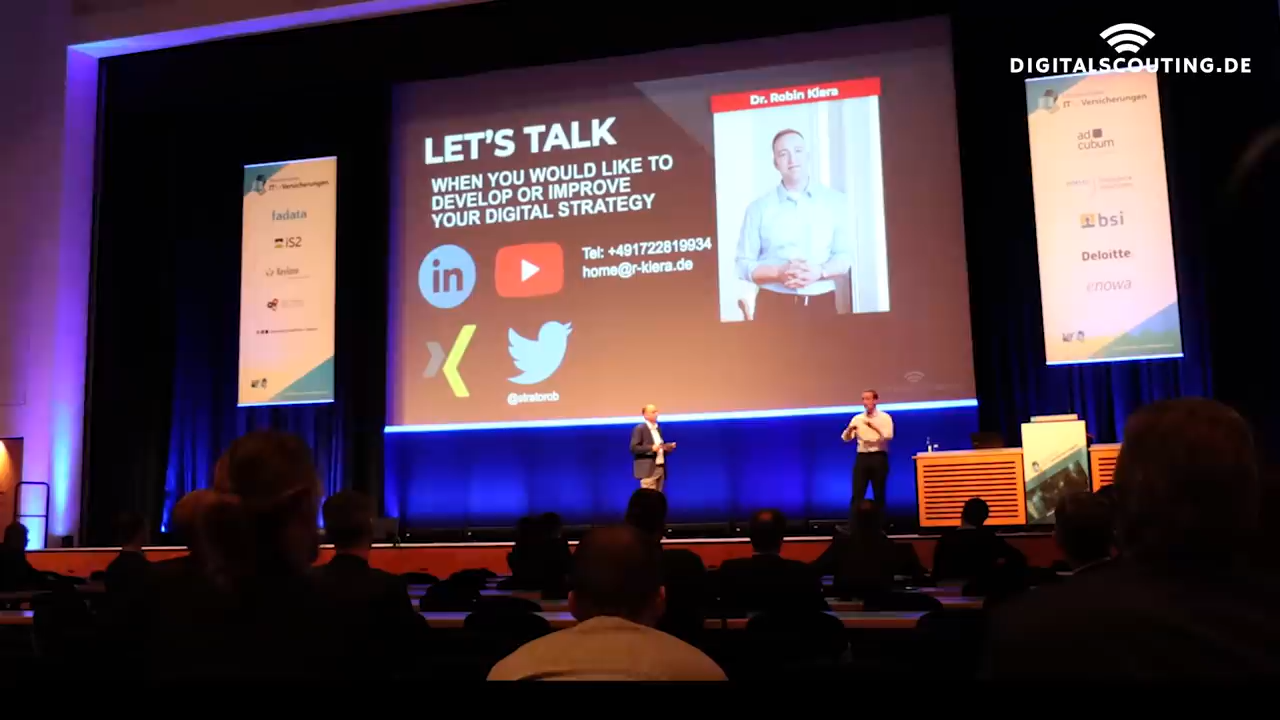 DIGITALSCOUTING.DE
Dr. Robin Kiera
LET'S TALK
WHEN YOU WOULD LIKE TO
DEVELOP OR IMPROVE
YOUR DIGITAL STRATEGY
in
Tel: +491722819934
home@r-kiera.de
@stratorob
Versicherungen
fadata
iS2
IT Versicherungen
ad
cubum
bsi
Deloitte
enowa